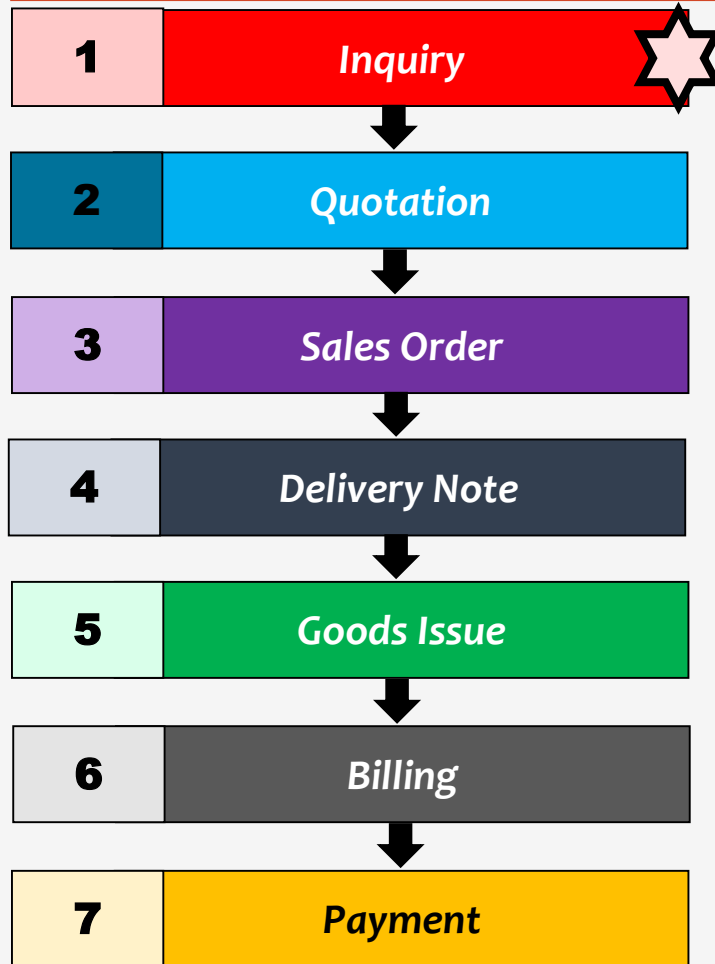 1 Inquiry
2 Quotation
3 Sales Order
4 Delivery Note
5 Goods Issue
6 Billing
7 Payment